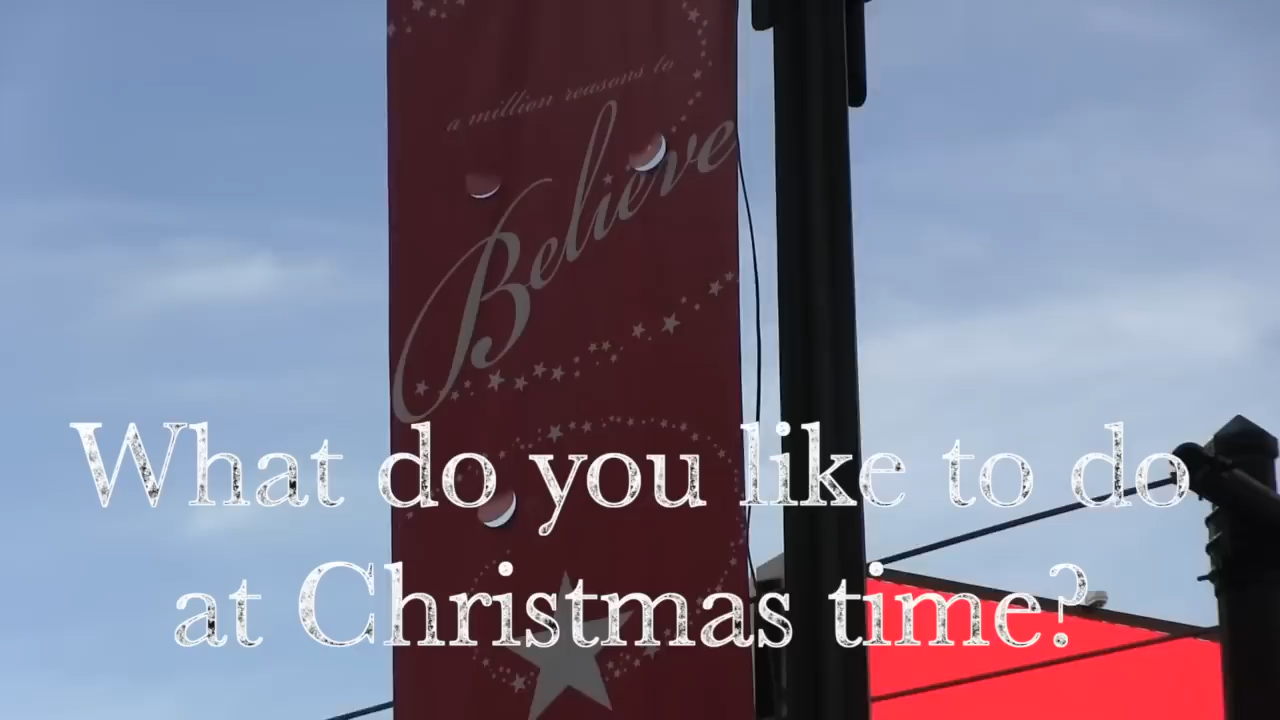 a million reasons to
Believe
What do you like to do
at Christmas time?